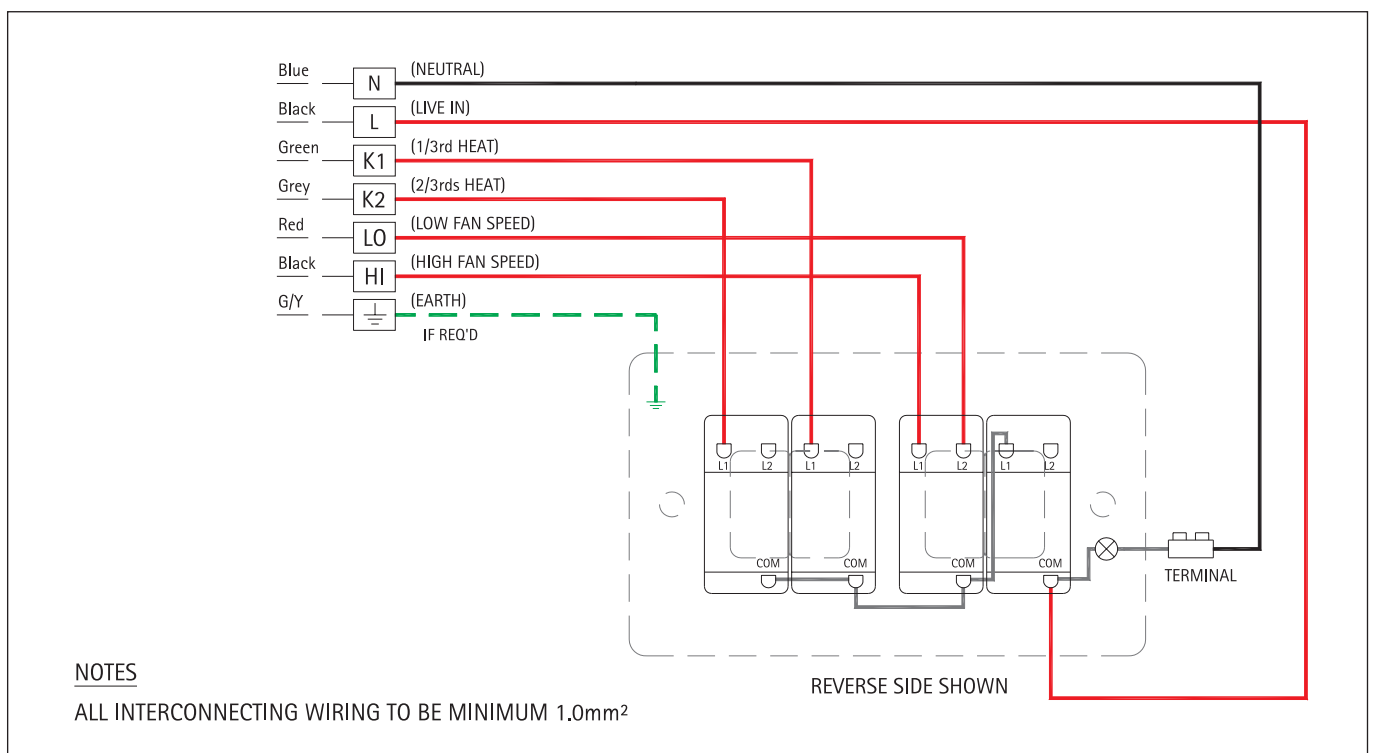 Blue N (NEUTRAL)
Black L (LIVE IN)
Green K1 (1/3rd HEAT)
Grey K2 (2/3rds HEAT)
Red LO (LOW FAN SPEED)
Black HI (HIGH FAN SPEED)
G/Y (EARTH)
IF REQ'D
L1 L2 L1 L2 L1 L2 L1 L2
COM COM COM COM
TERMINAL
REVERSE SIDE SHOWN
NOTES
ALL INTERCONNECTING WIRING TO BE MINIMUM 1.0mm²